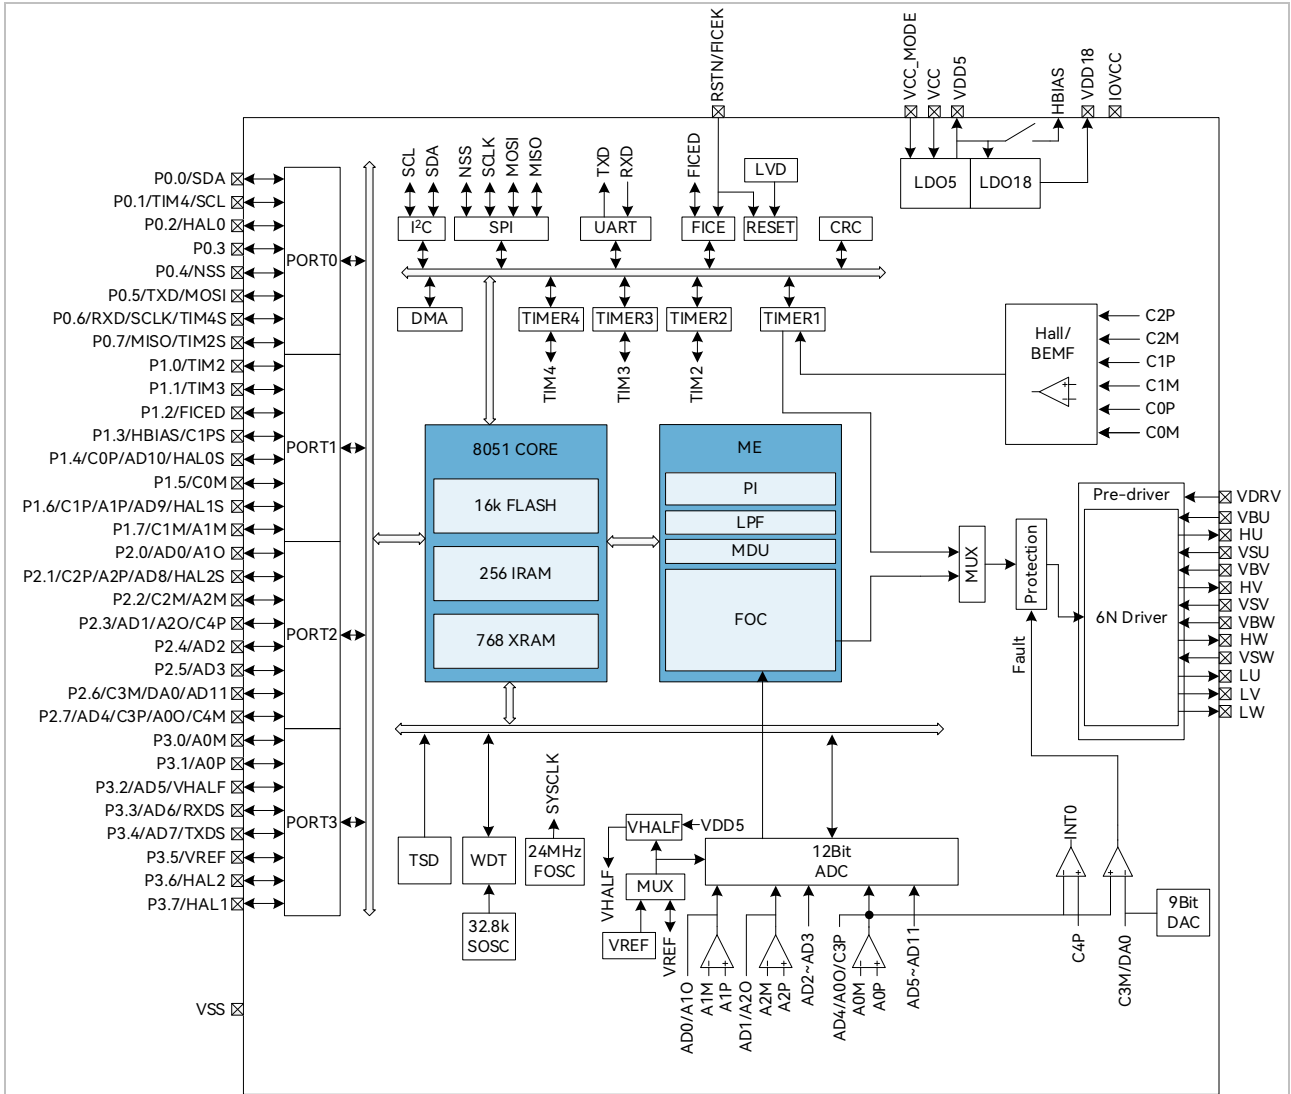 RSTN/FICEK
VCC_MODE
VCC
VDD5
HBIAS
VDD18
IOVCC
LDO5
LDO18
P0.0/SDA
P0.1/TIM4/SCL
P0.2/HAL0
P0.3
P0.4/NSS
P0.5/TXD/MOSI
P0.6/RXD/SCLK/TIM4S
P0.7/MISO/TIM2S
P1.0/TIM2
P1.1/TIM3
P1.2/FICED
P1.3/HBIAS/C1PS
P1.4/C0P/AD10/HAL0S
P1.5/C0M
P1.6/C1P/A1P/AD9/HAL1S
P1.7/C1M/A1M
P2.0/AD0/A1O
P2.1/C2P/A2P/AD8/HAL2S
P2.2/C2M/A2M
P2.3/AD1/A2O/C4P
P2.4/AD2
P2.5/AD3
P2.6/C3M/DA0/AD11
P2.7/AD4/C3P/A0O/C4M
P3.0/A0M
P3.1/A0P
P3.2/AD5/VHALF
P3.3/AD6/RXDS
P3.4/AD7/TXDS
P3.5/VREF
P3.6/HAL2
P3.7/HAL1
VSS
PORT0
PORT1
PORT2
PORT3
SCL
SDA
NSS
SCLK
MOSI
MISO
TXD
RXD
FICED
LVD
I²C
SPI
UART
FICE
RESET
CRC
DMA
TIMER4
TIMER3
TIMER2
TIMER1
TIM4
TIM3
TIM2
Hall/
BEMF
C2P
C2M
C1P
C1M
C0P
C0M
8051 CORE
16k FLASH
256 IRAM
768 XRAM
ME
PI
LPF
MDU
FOC
MUX
Protection
Fault
Pre-driver
6N Driver
VDRV
VBU
HU
VSU
VBV
HV
VSV
VBW
HW
VSW
LU
LV
LW
TSD
WDT
32.8k
SOSC
SYSCLK
24MHz
FOSC
VHALF
VDD5
VHALF
MUX
VREF
VREF
12Bit
ADC
AD0/A1O
A1M
A1P
AD1/A2O
A2M
A2P
AD2~AD3
AD4/A0O/C3P
A0M
A0P
AD5~AD11
INT0
C4P
C3M/DA0
9Bit
DAC